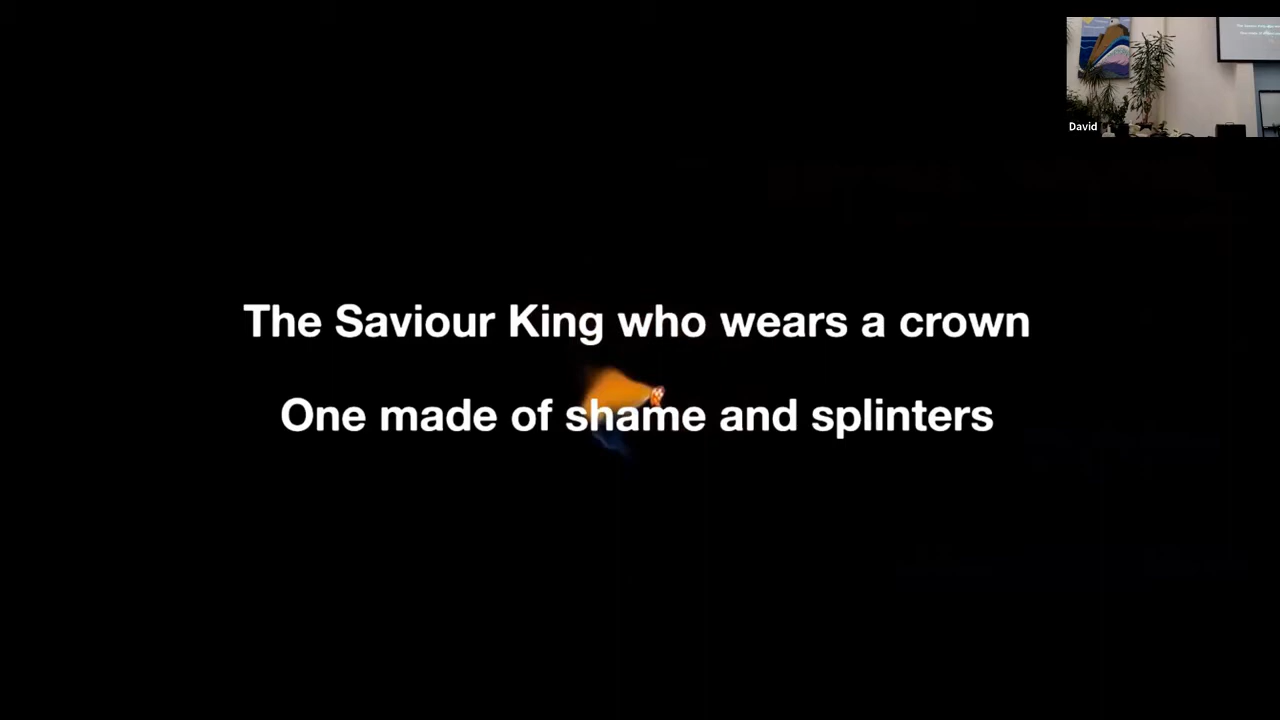 David
The Saviour King who wears a crown
One made of shame and splinters